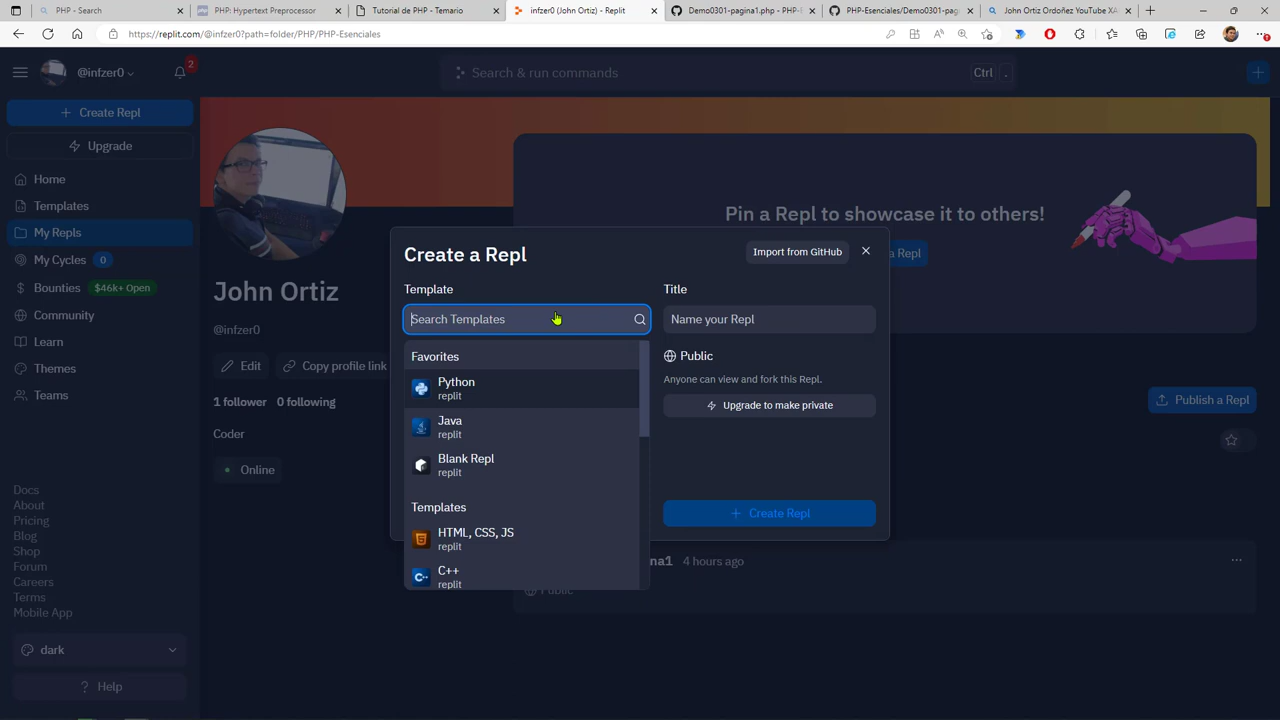 PHP - Search
PHP: Hypertext Preprocessor
Tutorial de PHP - Temario
infzer0 (John Ortiz) - Replit
Demo0301-pagina1.php - PHP-E
PHP-Esenciales/Demo0301-pag
John Ortiz Ordoñez YouTube XA
https://replit.com/@infzer0?path=folder/PHP/PHP-Esenciales
@infzer0
2
Search & run commands
Ctrl .
Create Repl
Upgrade
Home
Templates
My Repls
My Cycles 0
Bounties $46k+ Open
Community
Learn
Themes
Teams
Docs
About
Pricing
Blog
Shop
Forum
Careers
Terms
Mobile App
dark
Help
John Ortiz
@infzer0
Edit
Copy profile link
1 follower 0 following
Coder
Online
Pin a Repl to showcase it to others!
a Repl
Publish a Repl
Create a Repl
Import from GitHub
Template
Search Templates
Favorites
Python
replit
Java
replit
Blank Repl
replit
Templates
HTML, CSS, JS
replit
C++
replit
Title
Name your Repl
Public
Anyone can view and fork this Repl.
Upgrade to make private
Create Repl
na1 4 hours ago
Public